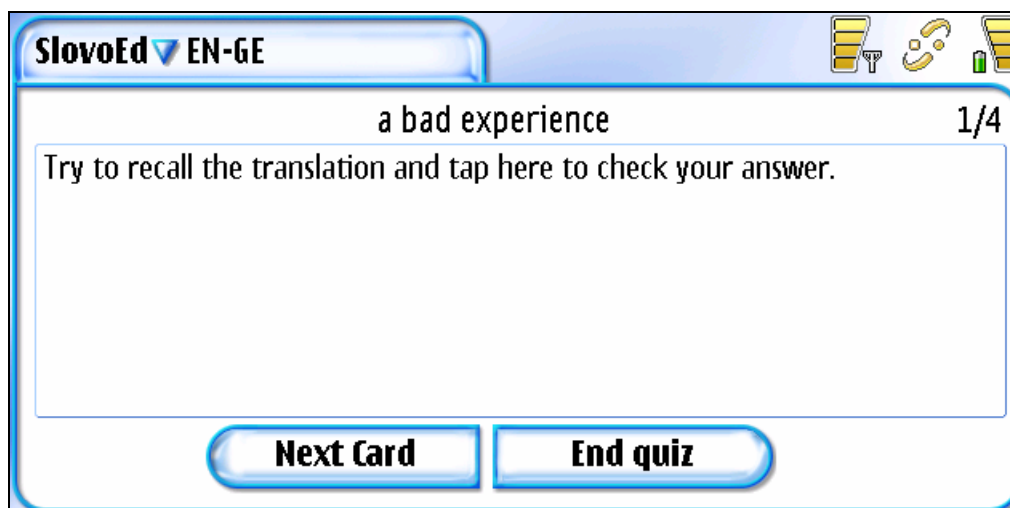 SlovoEd EN-GE
a bad experience 1/4
Try to recall the translation and tap here to check your answer.
Next Card End quiz